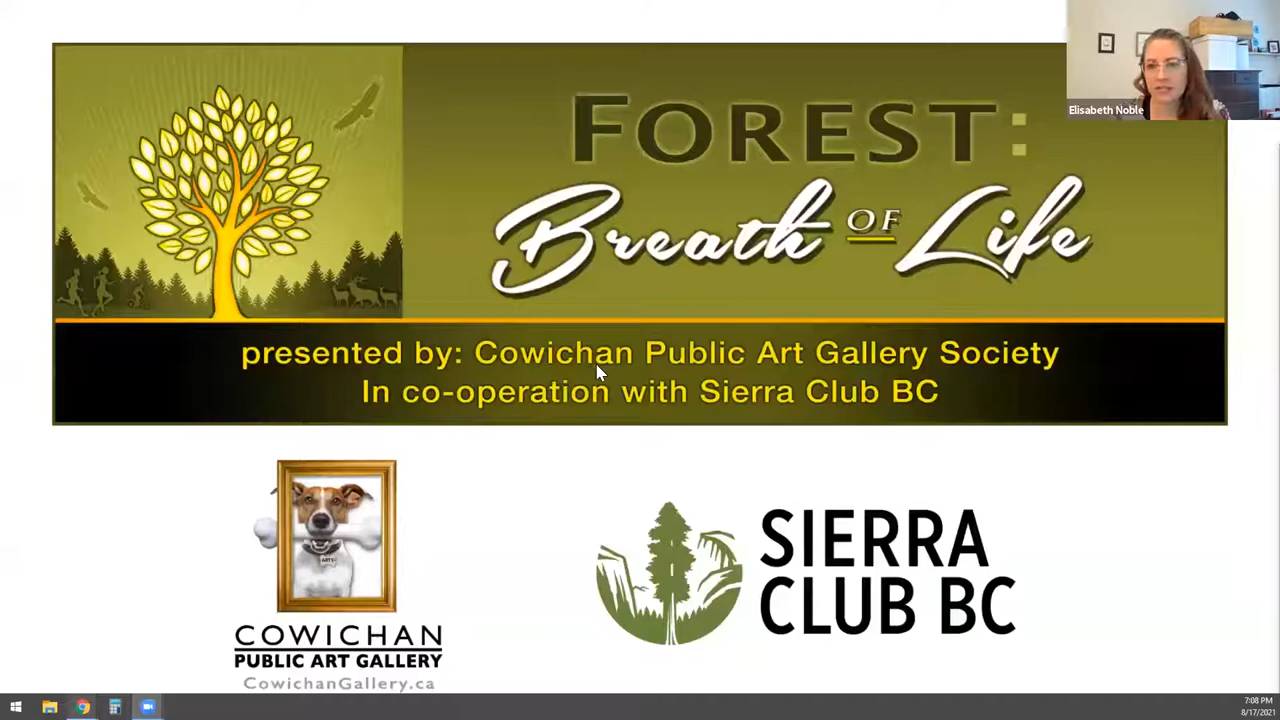 Elisabeth Noble
FOREST:
Breath OF Life
presented by: Cowichan Public Art Gallery Society
In co-operation with Sierra Club BC
ARTS
COWICHAN
PUBLIC ART GALLERY
CowichanGallery.ca
SIERRA
CLUB BC
7:08 PM
8/17/2021